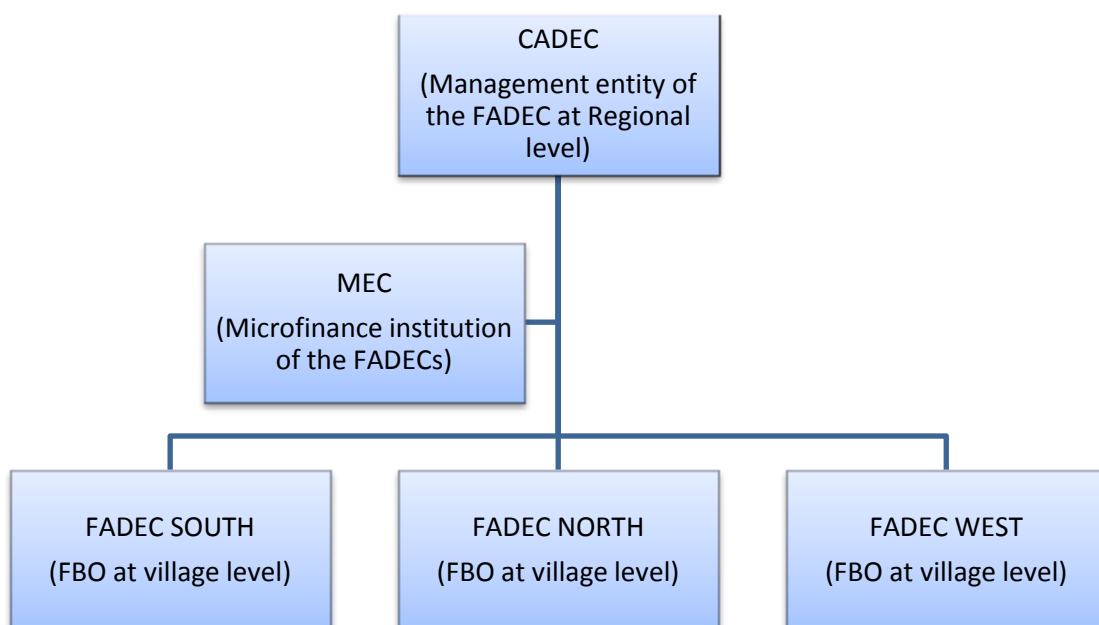 CADEC
(Management entity of
the FADEC at Regional
level)
MEC
(Microfinance institution
of the FADECs)
FADEC SOUTH
(FBO at village level)
FADEC NORTH
(FBO at village level)
FADEC WEST
(FBO at village level)